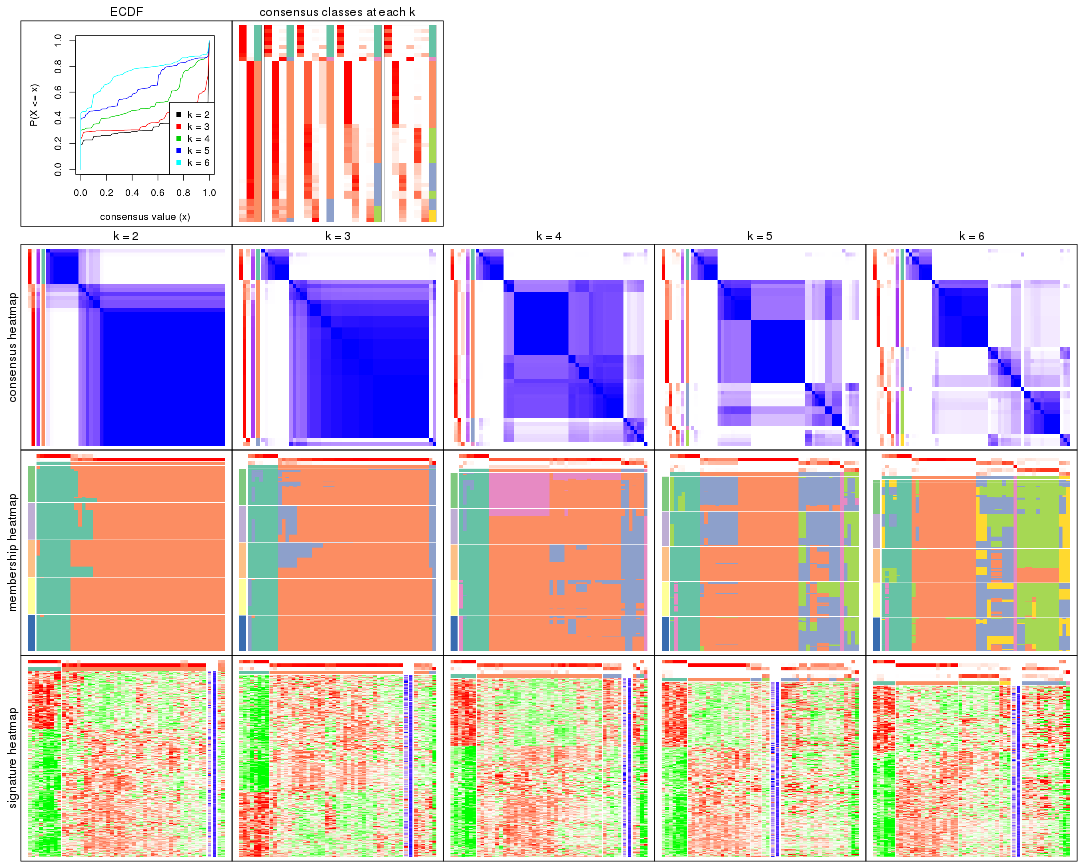 ECDF
consensus classes at each k
P(X <= x)
0.0 0.2 0.4 0.6 0.8 1.0
k = 2
k = 3
k = 4
k = 5
k = 6
0.0 0.2 0.4 0.6 0.8 1.0
consensus value (x)
k = 2
k = 3
k = 4
k = 5
k = 6
consensus heatmap
membership heatmap
signature heatmap